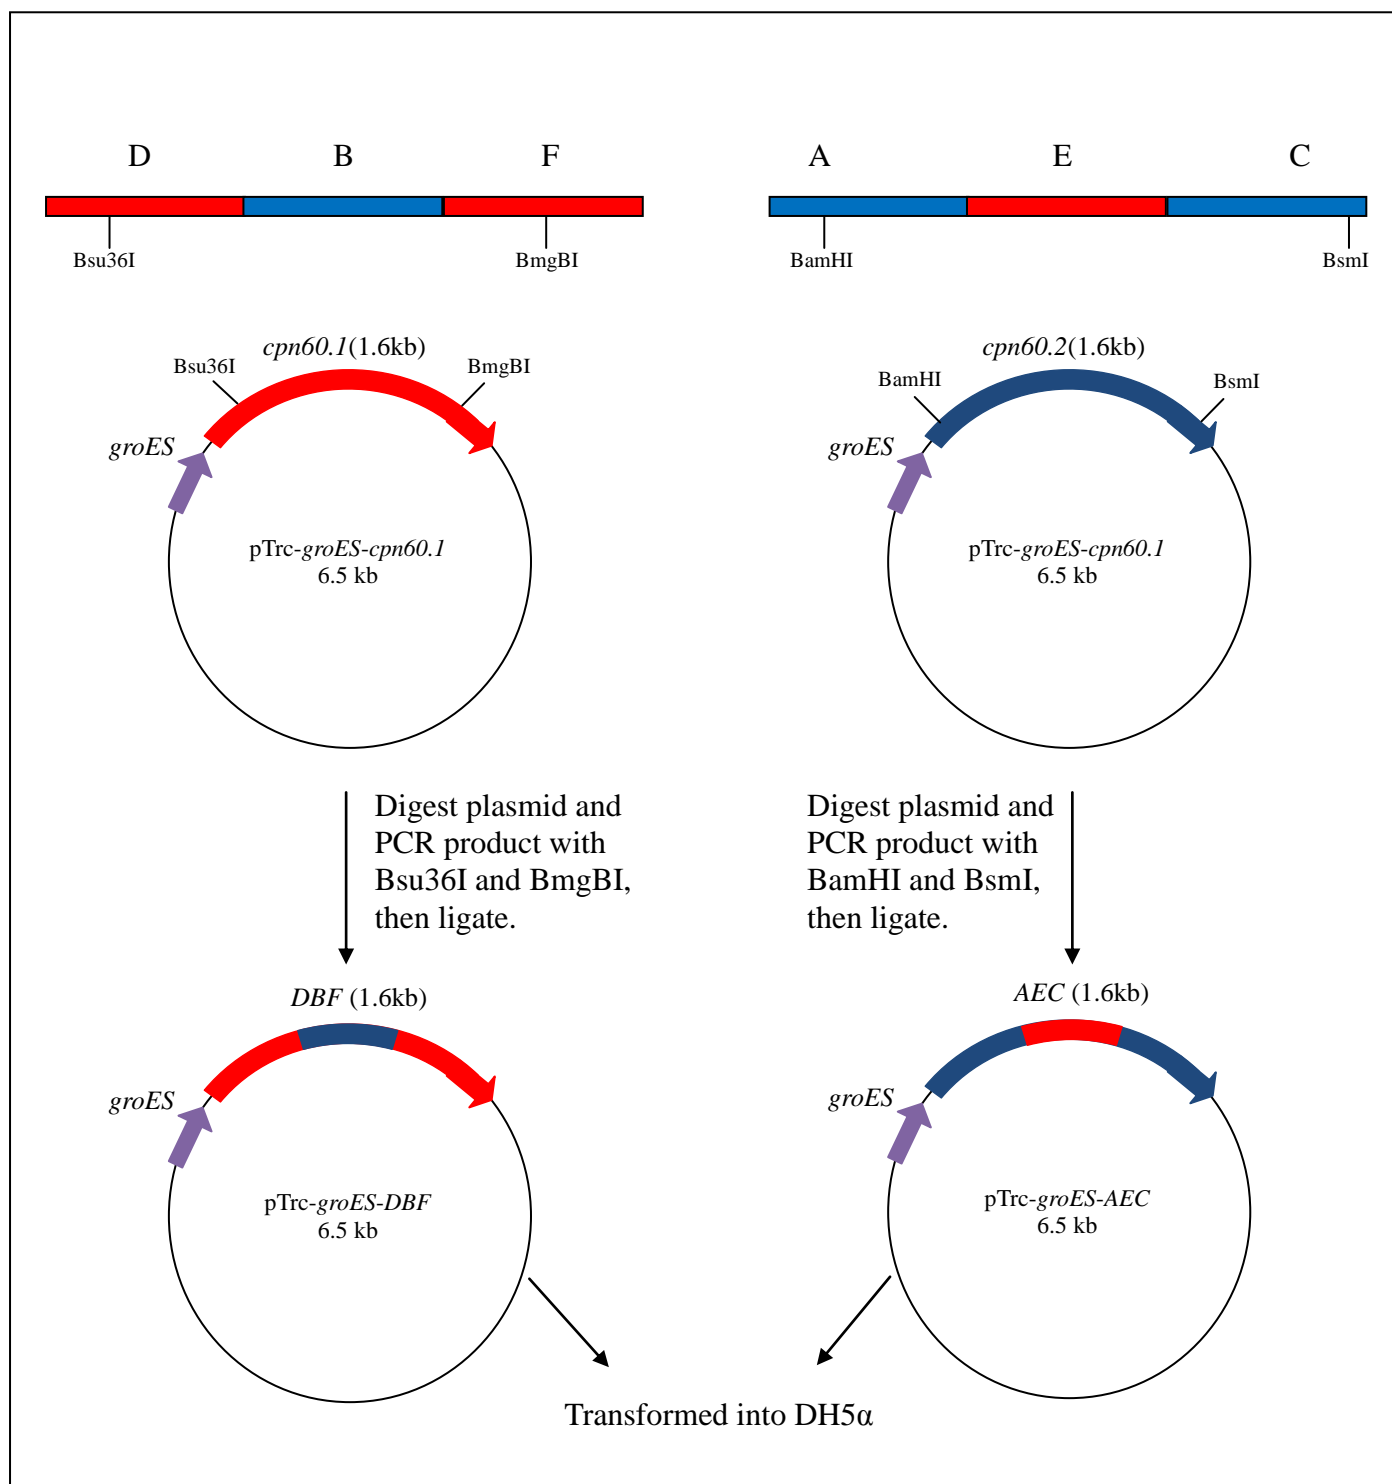 D B F
A E C
Bsu36I
BmgBI
BamHI
BsmI
cpn60.1(1.6kb)
Bsu36I
BmgBI
groES
pTrc-groES-cpn60.1
6.5 kb
cpn60.2(1.6kb)
BamHI
BsmI
groES
pTrc-groES-cpn60.1
6.5 kb
Digest plasmid and
PCR product with
Bsu36I and BmgBI,
then ligate.
Digest plasmid and
PCR product with
BamHI and BsmI,
then ligate.
DBF (1.6kb)
groES
pTrc-groES-DBF
6.5 kb
AEC (1.6kb)
groES
pTrc-groES-AEC
6.5 kb
Transformed into DH5α